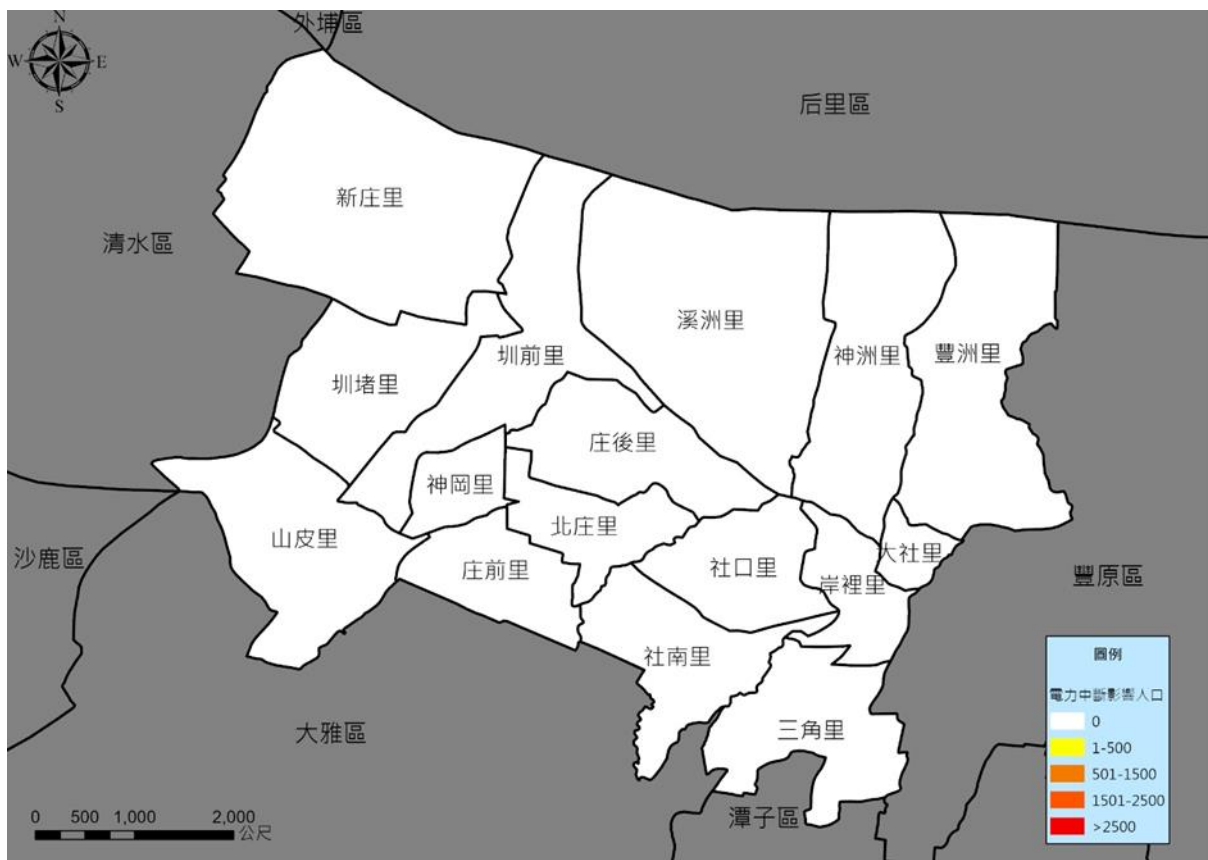 外埔區
N
W
E
S
后里區
新庄里
清水區
溪洲里
圳前里
神洲里
豐洲里
圳堵里
庄後里
神岡里
北庄里
山皮里
沙鹿區
庄前里
社口里
大社里
岸裡里
豐原區
社南里
大雅區
三角里
潭子區
圖例
電力中斷影響人口
0
1-500
501-1500
1501-2500
>2500
0 500 1,000 2,000
公尺